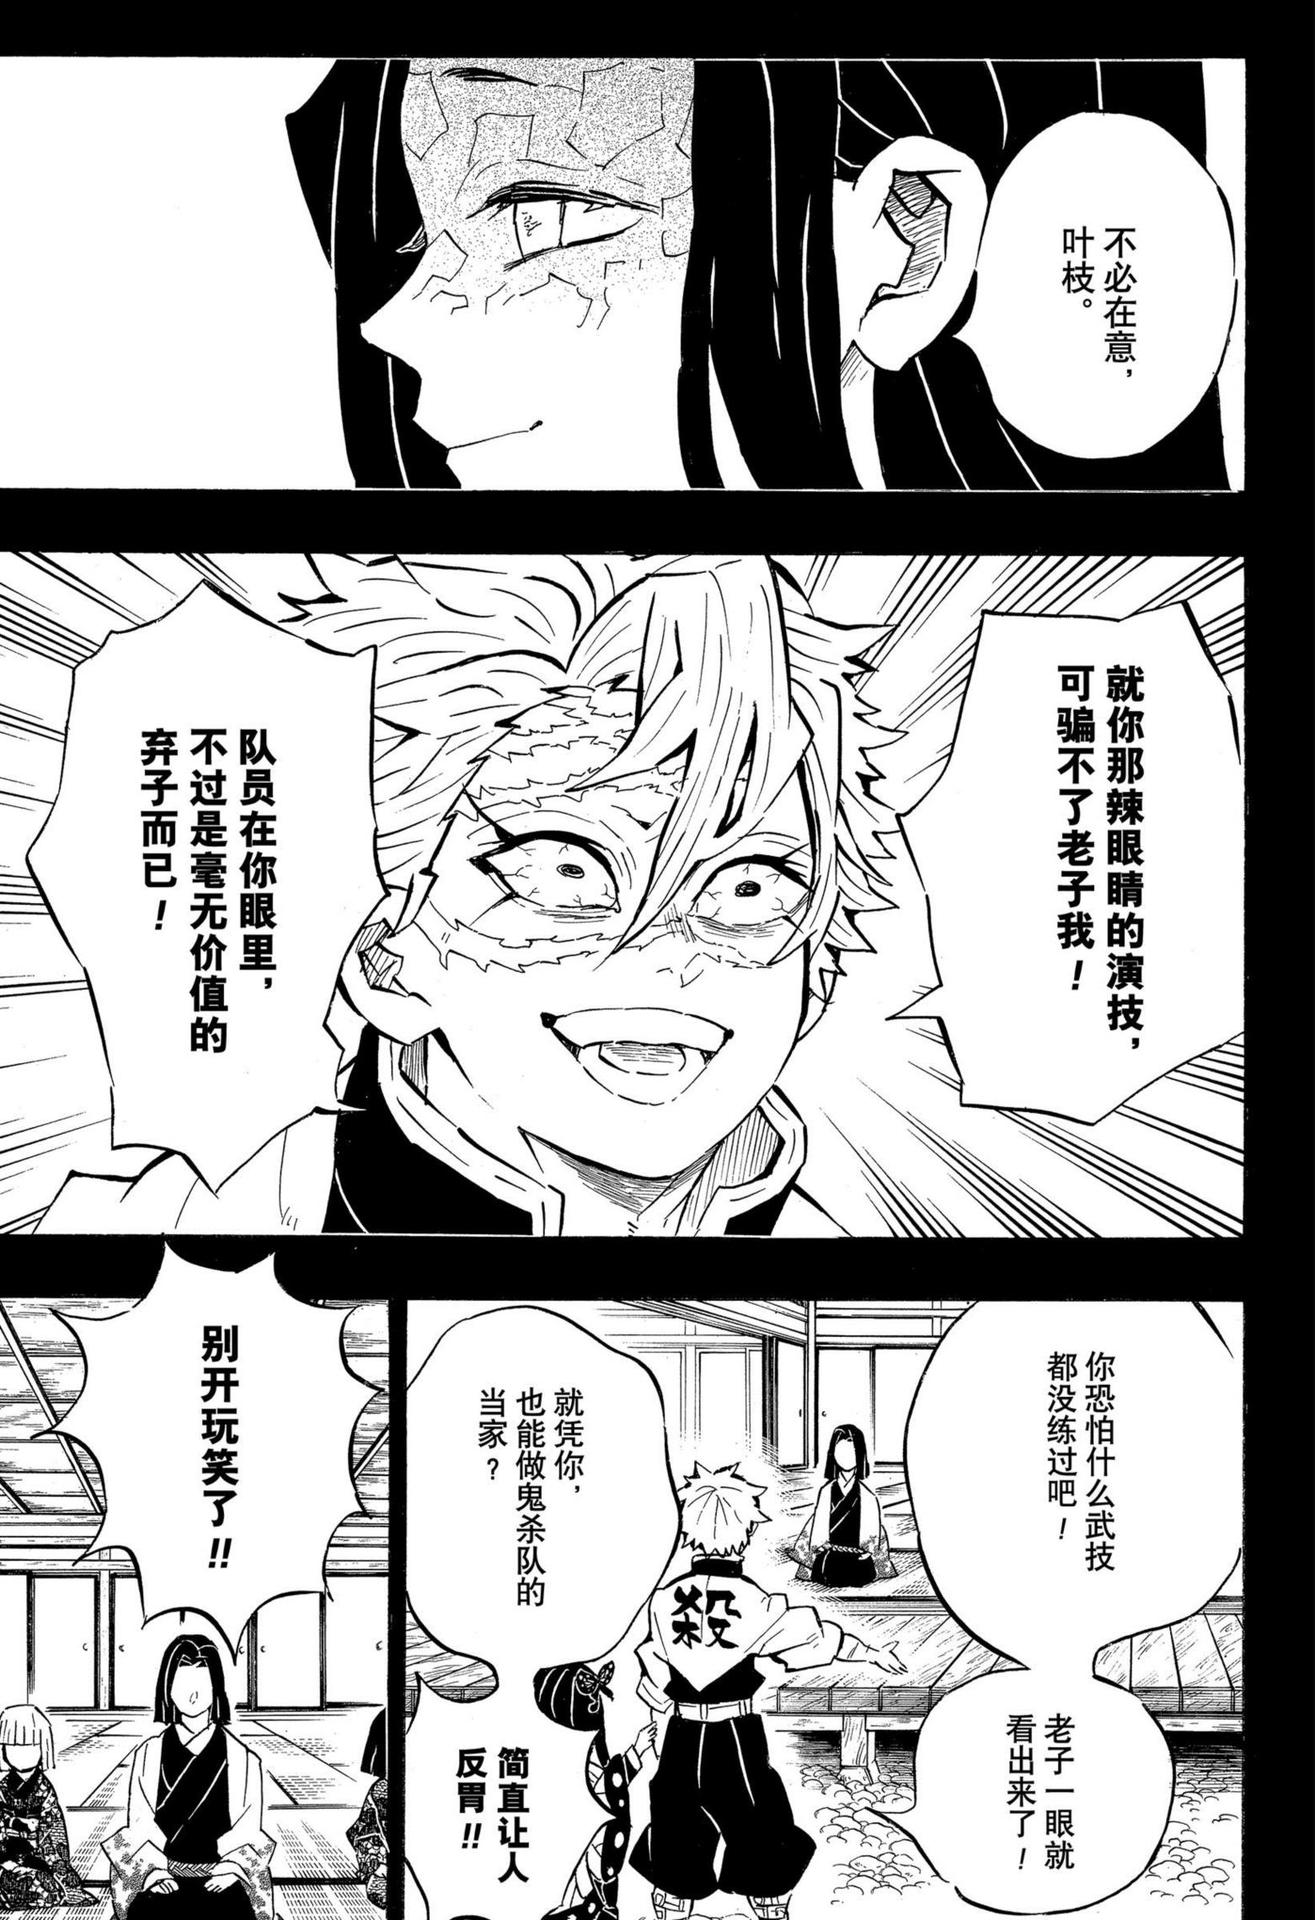 不必在意，
叶枝。
就你那辣眼睛的演技，
可骗不了老子我！
队员在你眼里，
不过是毫无价值的
弃子而已！
你恐怕什么武技
都没练过吧！
老子一眼就
看出来了！
殺
就凭你，
也能做鬼杀队的
当家？
简直让人
反胃!!
别开玩笑了!!